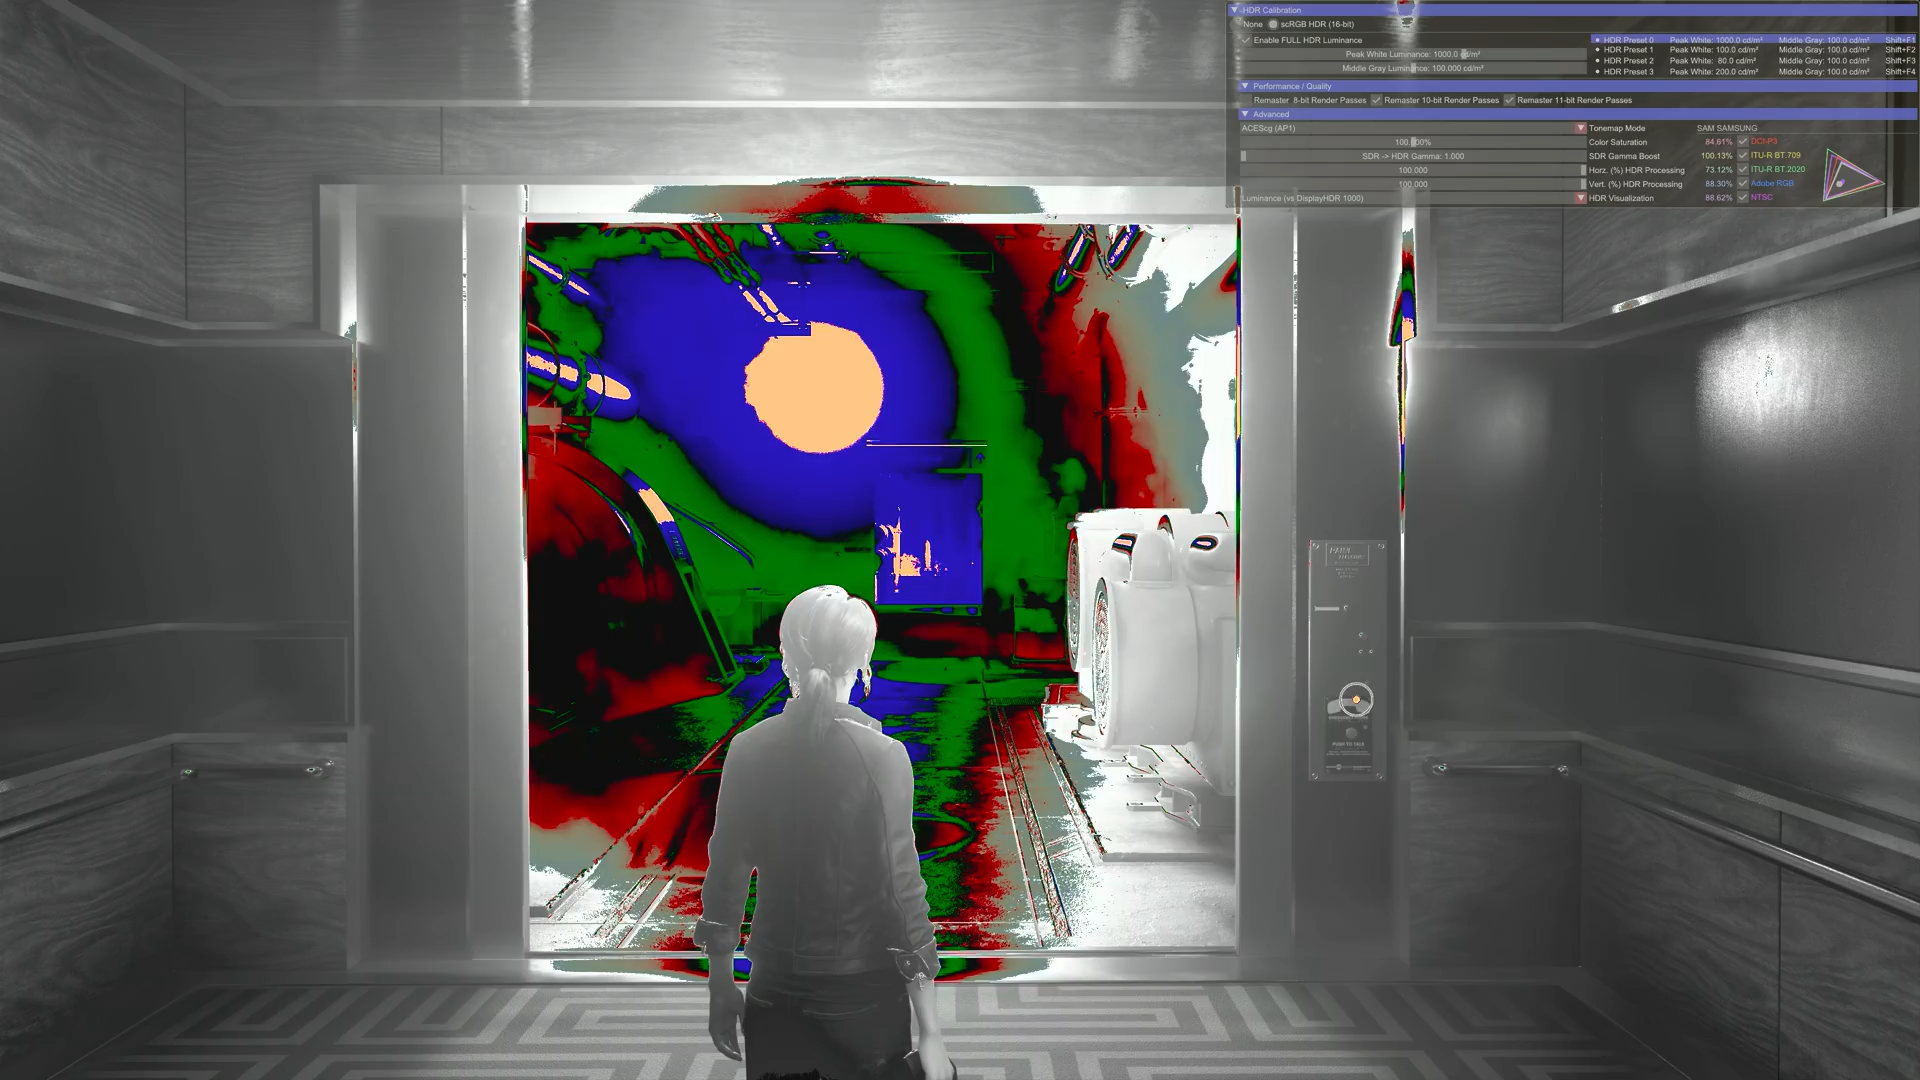 HDR Calibration
None scRGB HDR (16-bit)
Enable FULL HDR Luminance
Peak White Luminance: 1000.0 cd/m²
Middle Gray Luminance: 100.000 cd/m²
HDR Preset 0 Peak White: 1000.0 cd/m² Middle Gray: 100.0 cd/m² Shift+F1
HDR Preset 1 Peak White: 100.0 cd/m² Middle Gray: 100.0 cd/m² Shift+F2
HDR Preset 2 Peak White: 80.0 cd/m² Middle Gray: 100.0 cd/m² Shift+F3
HDR Preset 3 Peak White: 200.0 cd/m² Middle Gray: 100.0 cd/m² Shift+F4
Performance / Quality
Remaster 8-bit Render Passes Remaster 10-bit Render Passes Remaster 11-bit Render Passes
Advanced
ACEScg (AP1) Tonemap Mode SAM SAMSUNG
100.000% Color Saturation 84.61% DCI-P3
SDR -> HDR Gamma: 1.000 SDR Gamma Boost 100.13% ITU-R BT.709
100.000 Horz. (%) HDR Processing 73.12% ITU-R BT.2020
100.000 Vert. (%) HDR Processing 88.30% Adobe RGB
Luminance (vs DisplayHDR 1000) HDR Visualization 88.62% NTSC
PUSH TO TALK